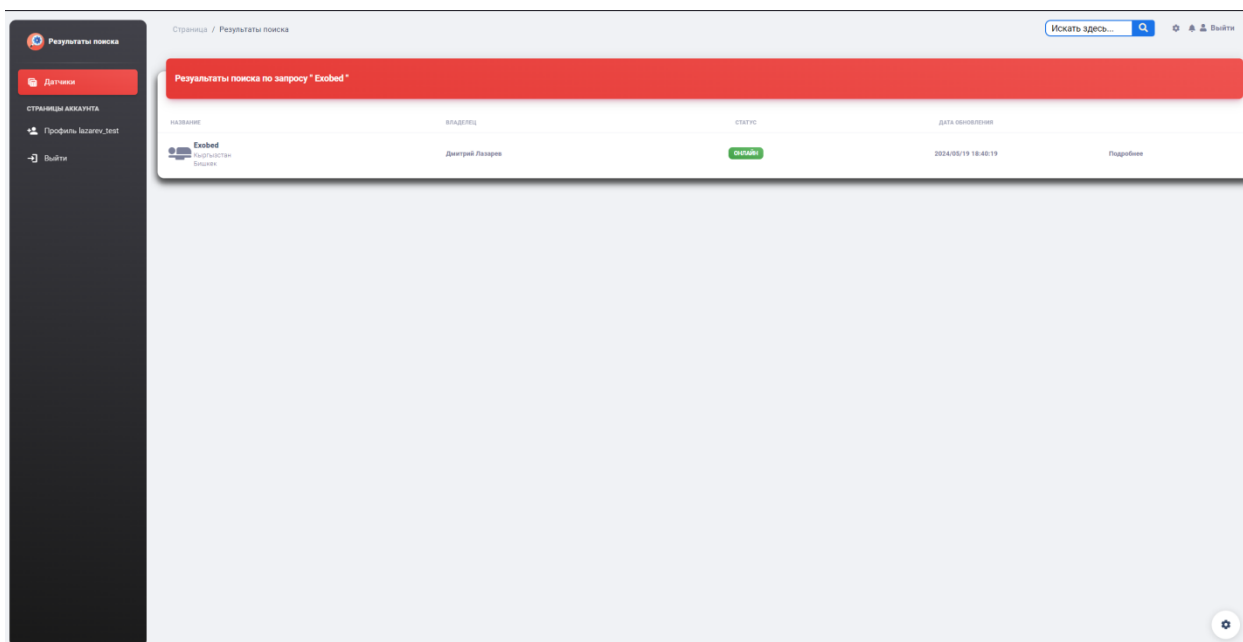 Результаты поиска
Датчики
СТРАНИЦЫ АККАУНТА
Профиль lazarev_test
Выйти
Страница / Результаты поиска
Искать здесь...
Выйти
Резуальтаты поиска по запросу " Exobed "
НАЗВАНИЕ ВЛАДЕЛЕЦ СТАТУС ДАТА ОБНОВЛЕНИЯ
Exobed
Кыргызстан
Бишкек
Дмитрий Лазарев ОНЛАЙН 2024/05/19 18:40:19 Подробнее